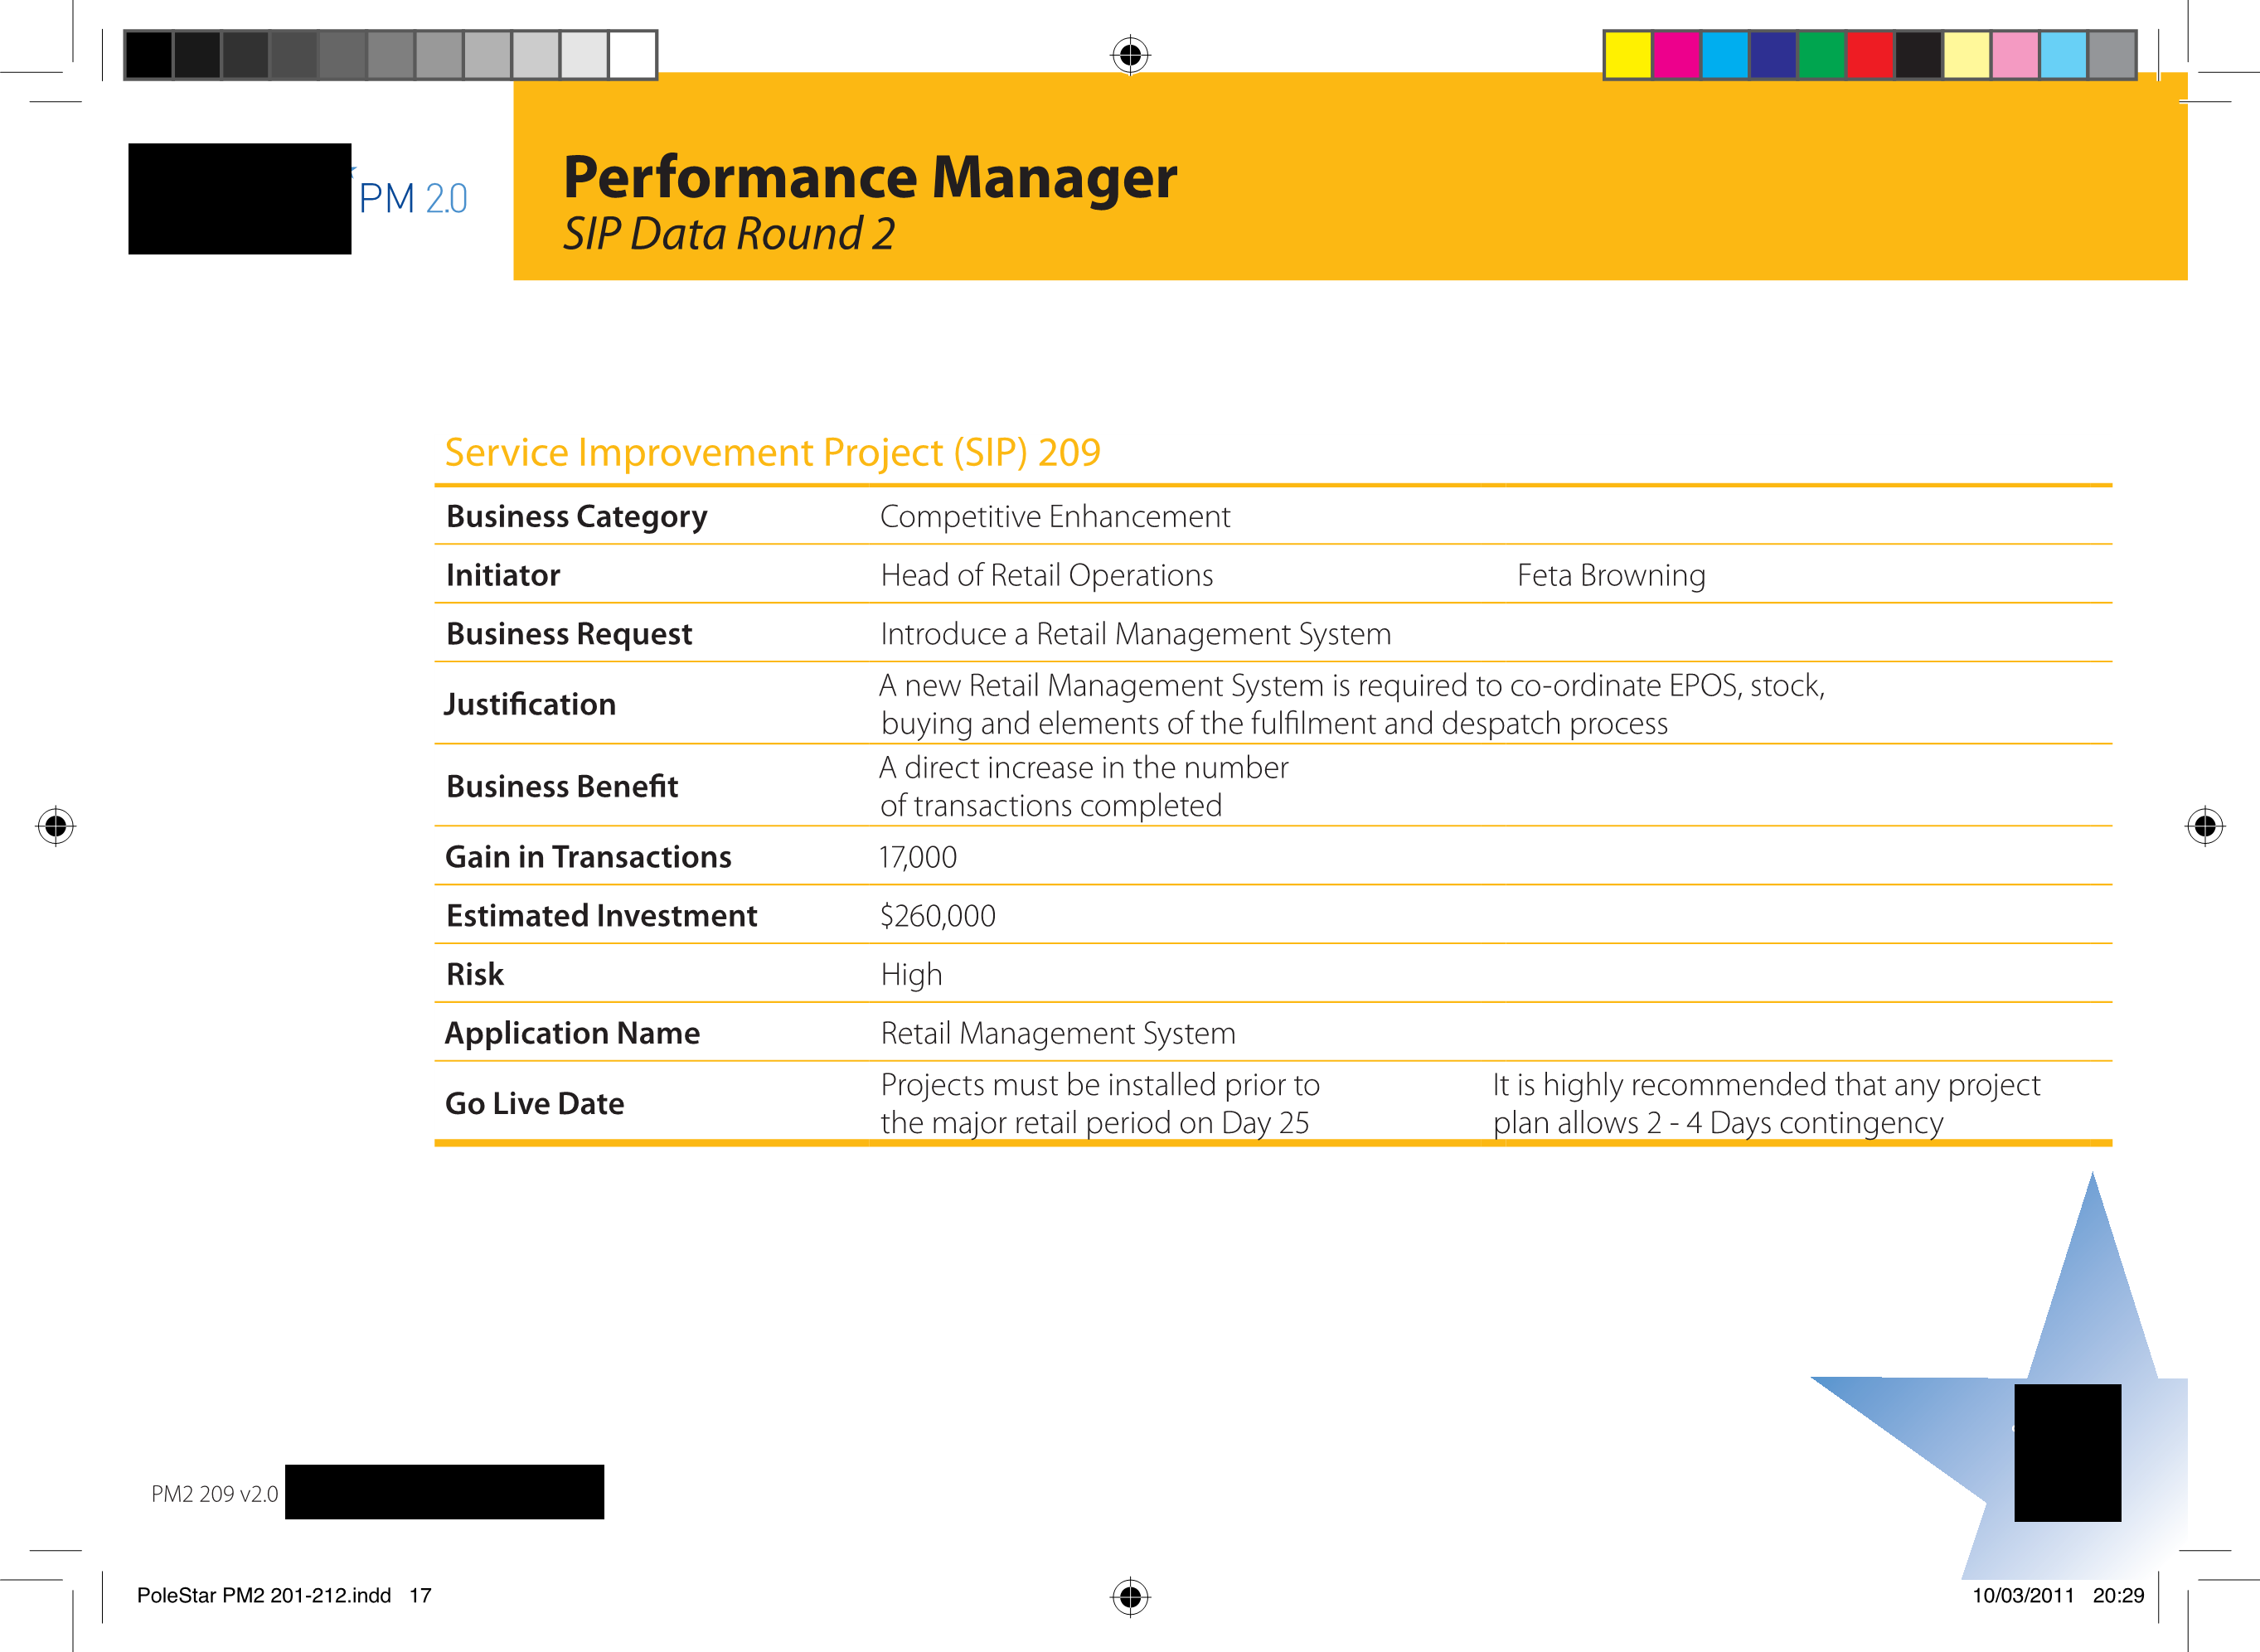 PM 2.0
Performance Manager
SIP Data Round 2
Service Improvement Project (SIP) 209
Business Category Competitive Enhancement
Initiator Head of Retail Operations Feta Browning
Business Request Introduce a Retail Management System
Justification A new Retail Management System is required to co-ordinate EPOS, stock,
buying and elements of the fulfilment and despatch process
Business Benefit A direct increase in the number
of transactions completed
Gain in Transactions 17,000
Estimated Investment $260,000
Risk High
Application Name Retail Management System
Go Live Date Projects must be installed prior to
the major retail period on Day 25
It is highly recommended that any project
plan allows 2 - 4 Days contingency
PM2 209 v2.0
PoleStar PM2 201-212.indd 17
10/03/2011 20:29